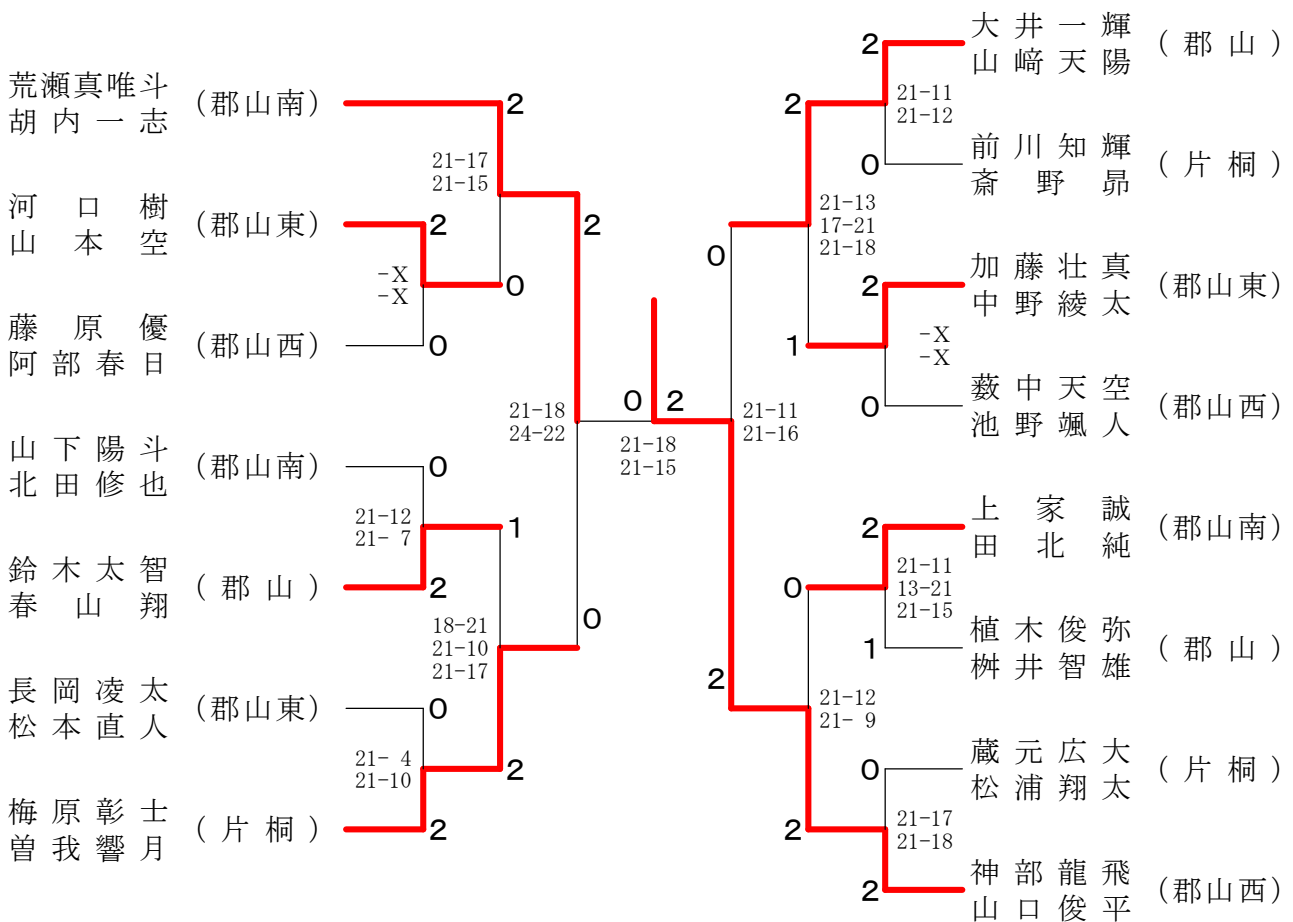 荒瀬真唯斗
胡内一志
(郡山南)
2
21-17
21-15
河口樹
山本空
(郡山東)
2
-X
-X
0
藤原優
阿部春日
(郡山西)
0
2
21-18
24-22
山下陽斗
北田修也
(郡山南)
0
21-12
21- 7
1
鈴木太智
春山翔
(郡山)
2
18-21
21-10
21-17
0
長岡凌太
松本直人
(郡山東)
0
21- 4
21-10
2
梅原彰士
曽我響月
(片桐)
2
0
2
21-18
21-15
大井一輝
山﨑天陽
(郡山)
2
21-11
21-12
2
前川知輝
斎野昴
(片桐)
0
21-13
17-21
21-18
0
加藤壮真
中野綾太
(郡山東)
2
-X
-X
1
薮中天空
池野颯人
(郡山西)
0
21-11
21-16
上家誠
田北純
(郡山南)
2
21-11
13-21
21-15
0
植木俊弥
桝井智雄
(郡山)
1
2
21-12
21- 9
蔵元広大
松浦翔太
(片桐)
0
21-17
21-18
2
神部龍飛
山口俊平
(郡山西)
2